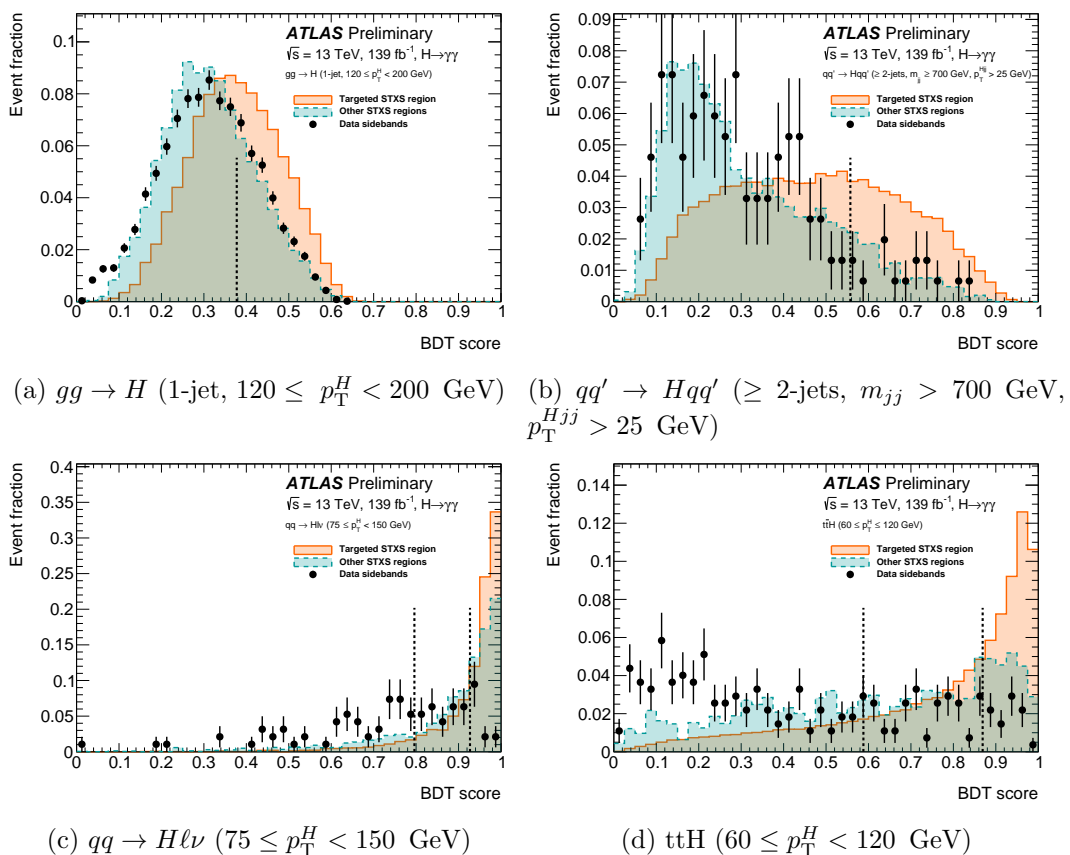 Event fraction
0.1
0.08
0.06
0.04
0.02
0
ATLAS Preliminary
√s = 13 TeV, 139 fb⁻¹, H→γγ
gg → H (1-jet, 120 ≤ p_T^H < 200 GeV)
Targeted STXS region
Other STXS regions
Data sidebands
0 0.1 0.2 0.3 0.4 0.5 0.6 0.7 0.8 0.9 1
BDT score
Event fraction
0.09
0.08
0.07
0.06
0.05
0.04
0.03
0.02
0.01
0
ATLAS Preliminary
√s = 13 TeV, 139 fb⁻¹, H→γγ
qq' → Hqq' (≥ 2-jets, m_jj ≥ 700 GeV, p_T^Hjj > 25 GeV)
Targeted STXS region
Other STXS regions
Data sidebands
0 0.1 0.2 0.3 0.4 0.5 0.6 0.7 0.8 0.9 1
BDT score
(a) gg → H (1-jet, 120 ≤ p_T^H < 200 GeV)
(b) qq′ → Hqq′ (≥ 2-jets, m_jj > 700 GeV,
p_T^Hjj > 25 GeV)
Event fraction
0.4
0.35
0.3
0.25
0.2
0.15
0.1
0.05
0
ATLAS Preliminary
√s = 13 TeV, 139 fb⁻¹, H→γγ
qq → Hlν (75 ≤ p_T^H < 150 GeV)
Targeted STXS region
Other STXS regions
Data sidebands
0 0.1 0.2 0.3 0.4 0.5 0.6 0.7 0.8 0.9 1
BDT score
Event fraction
0.14
0.12
0.1
0.08
0.06
0.04
0.02
0
ATLAS Preliminary
√s = 13 TeV, 139 fb⁻¹, H→γγ
tt̄H (60 ≤ p_T^H ≤ 120 GeV)
Targeted STXS region
Other STXS regions
Data sidebands
0 0.1 0.2 0.3 0.4 0.5 0.6 0.7 0.8 0.9 1
BDT score
(c) qq → Hℓν (75 ≤ p_T^H < 150 GeV)
(d) ttH (60 ≤ p_T^H < 120 GeV)